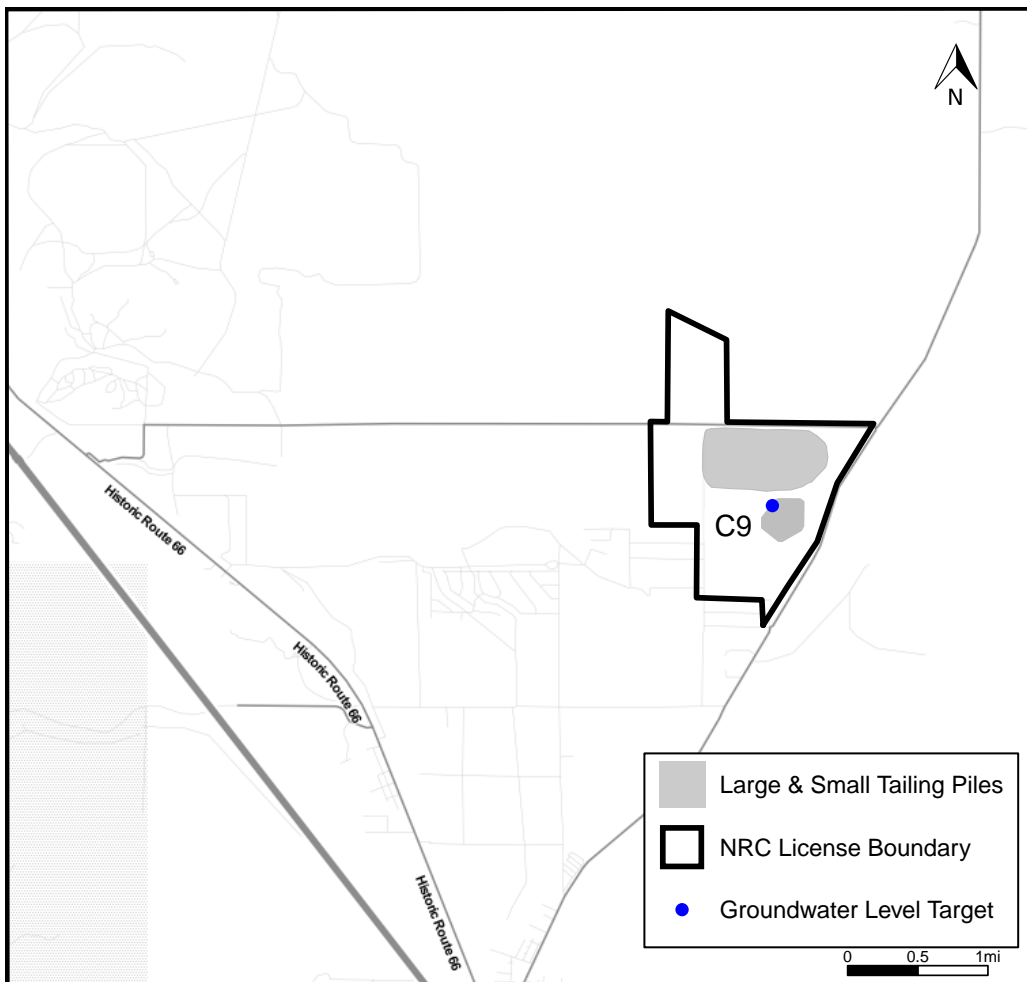 N
C9
Historic Route 66
Historic Route 66
Historic Route 66
Large & Small Tailing Piles
NRC License Boundary
Groundwater Level Target
0 0.5 1mi